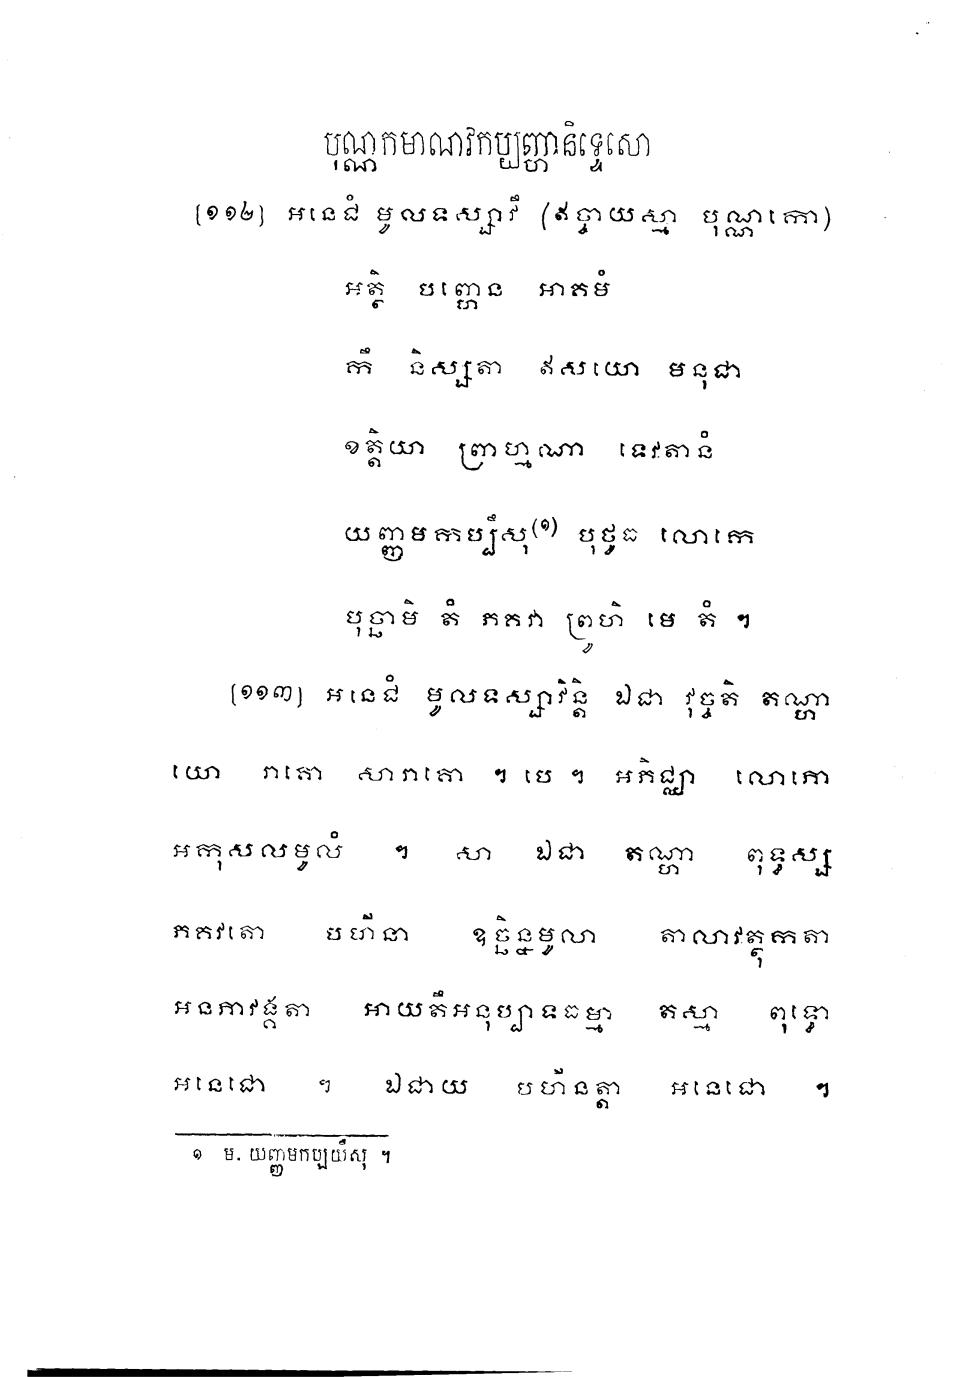 បុណ្ណកមាណវកប្បញ្ហានិទ្ទេសោ
[១១២] អនេជំ មូលទស្សាវឹ (ឥច្ចាយស្មា បុណ្ណកោ)
អត្ថិ បញ្ហេន អាគមំ
កឹ និស្សតា ឥសយោ មនុជា
ខត្តិយា ព្រាហ្មណា ទេវតានំ
យញ្ញមកប្បឹសុ(១) បុថូធ លោកេ
បុច្ឆាមិ តំ ភគវា ព្រូហិ មេ តំ ។
[១១៣] អនេជំ មូលទស្សាវិន្តិ ឯជា វុច្ចតិ តណ្ហា
យោ រាគោ សារាគោ ។ បេ ។ អភិជ្ឈា លោភោ
អកុសលមូលំ ។ សា ឯជា តណ្ហា ពុទ្ធស្ស
ភគវតោ បហីនា ឧច្ឆិន្នមូលា តាលាវត្ថុកតា
អនភាវង្គតា អាយតឹអនុប្បាទធម្មា តស្មា ពុទ្ធោ
អនេជោ ។ ឯជាយ បហីនត្តា អនេជោ ។
១ ម. យញ្ញមកប្បយឹសុ ។